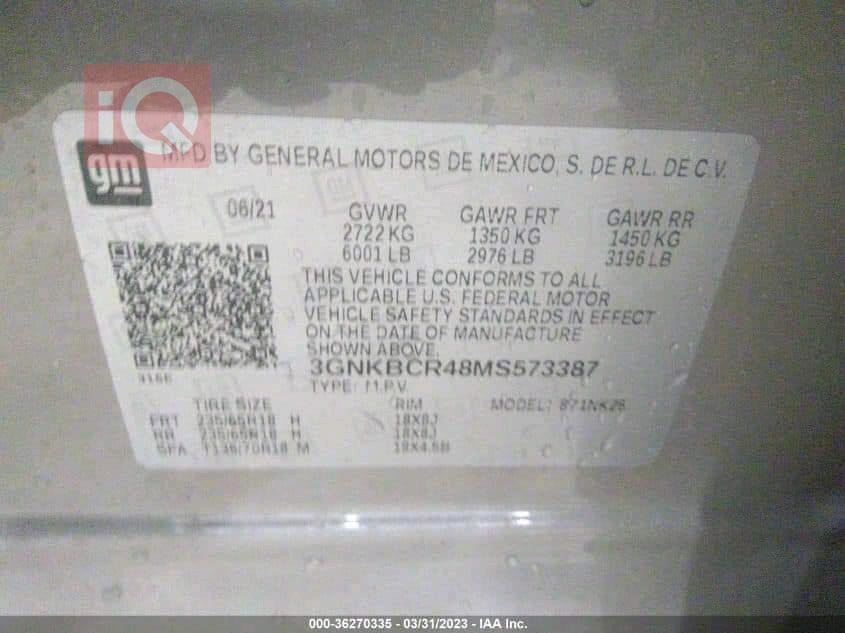 iQ
gm
MFD BY GENERAL MOTORS DE MEXICO, S. DE R.L. DE C.V.
06/21 GVWR GAWR FRT GAWR RR
2722 KG 1350 KG 1450 KG
6001 LB 2976 LB 3196 LB
THIS VEHICLE CONFORMS TO ALL
APPLICABLE U.S. FEDERAL MOTOR
VEHICLE SAFETY STANDARDS IN EFFECT
ON THE DATE OF MANUFACTURE
SHOWN ABOVE.
3GNKBCR48MS573387
TYPE: M.P.V.
TIRE SIZE RIM MODEL:
FRT 235/65R18 H 18X8J
RR 235/65R18 H 18X8J
SPA T135/70R18 M 18X4.5B
000-36270335 - 03/31/2023 - IAA Inc.